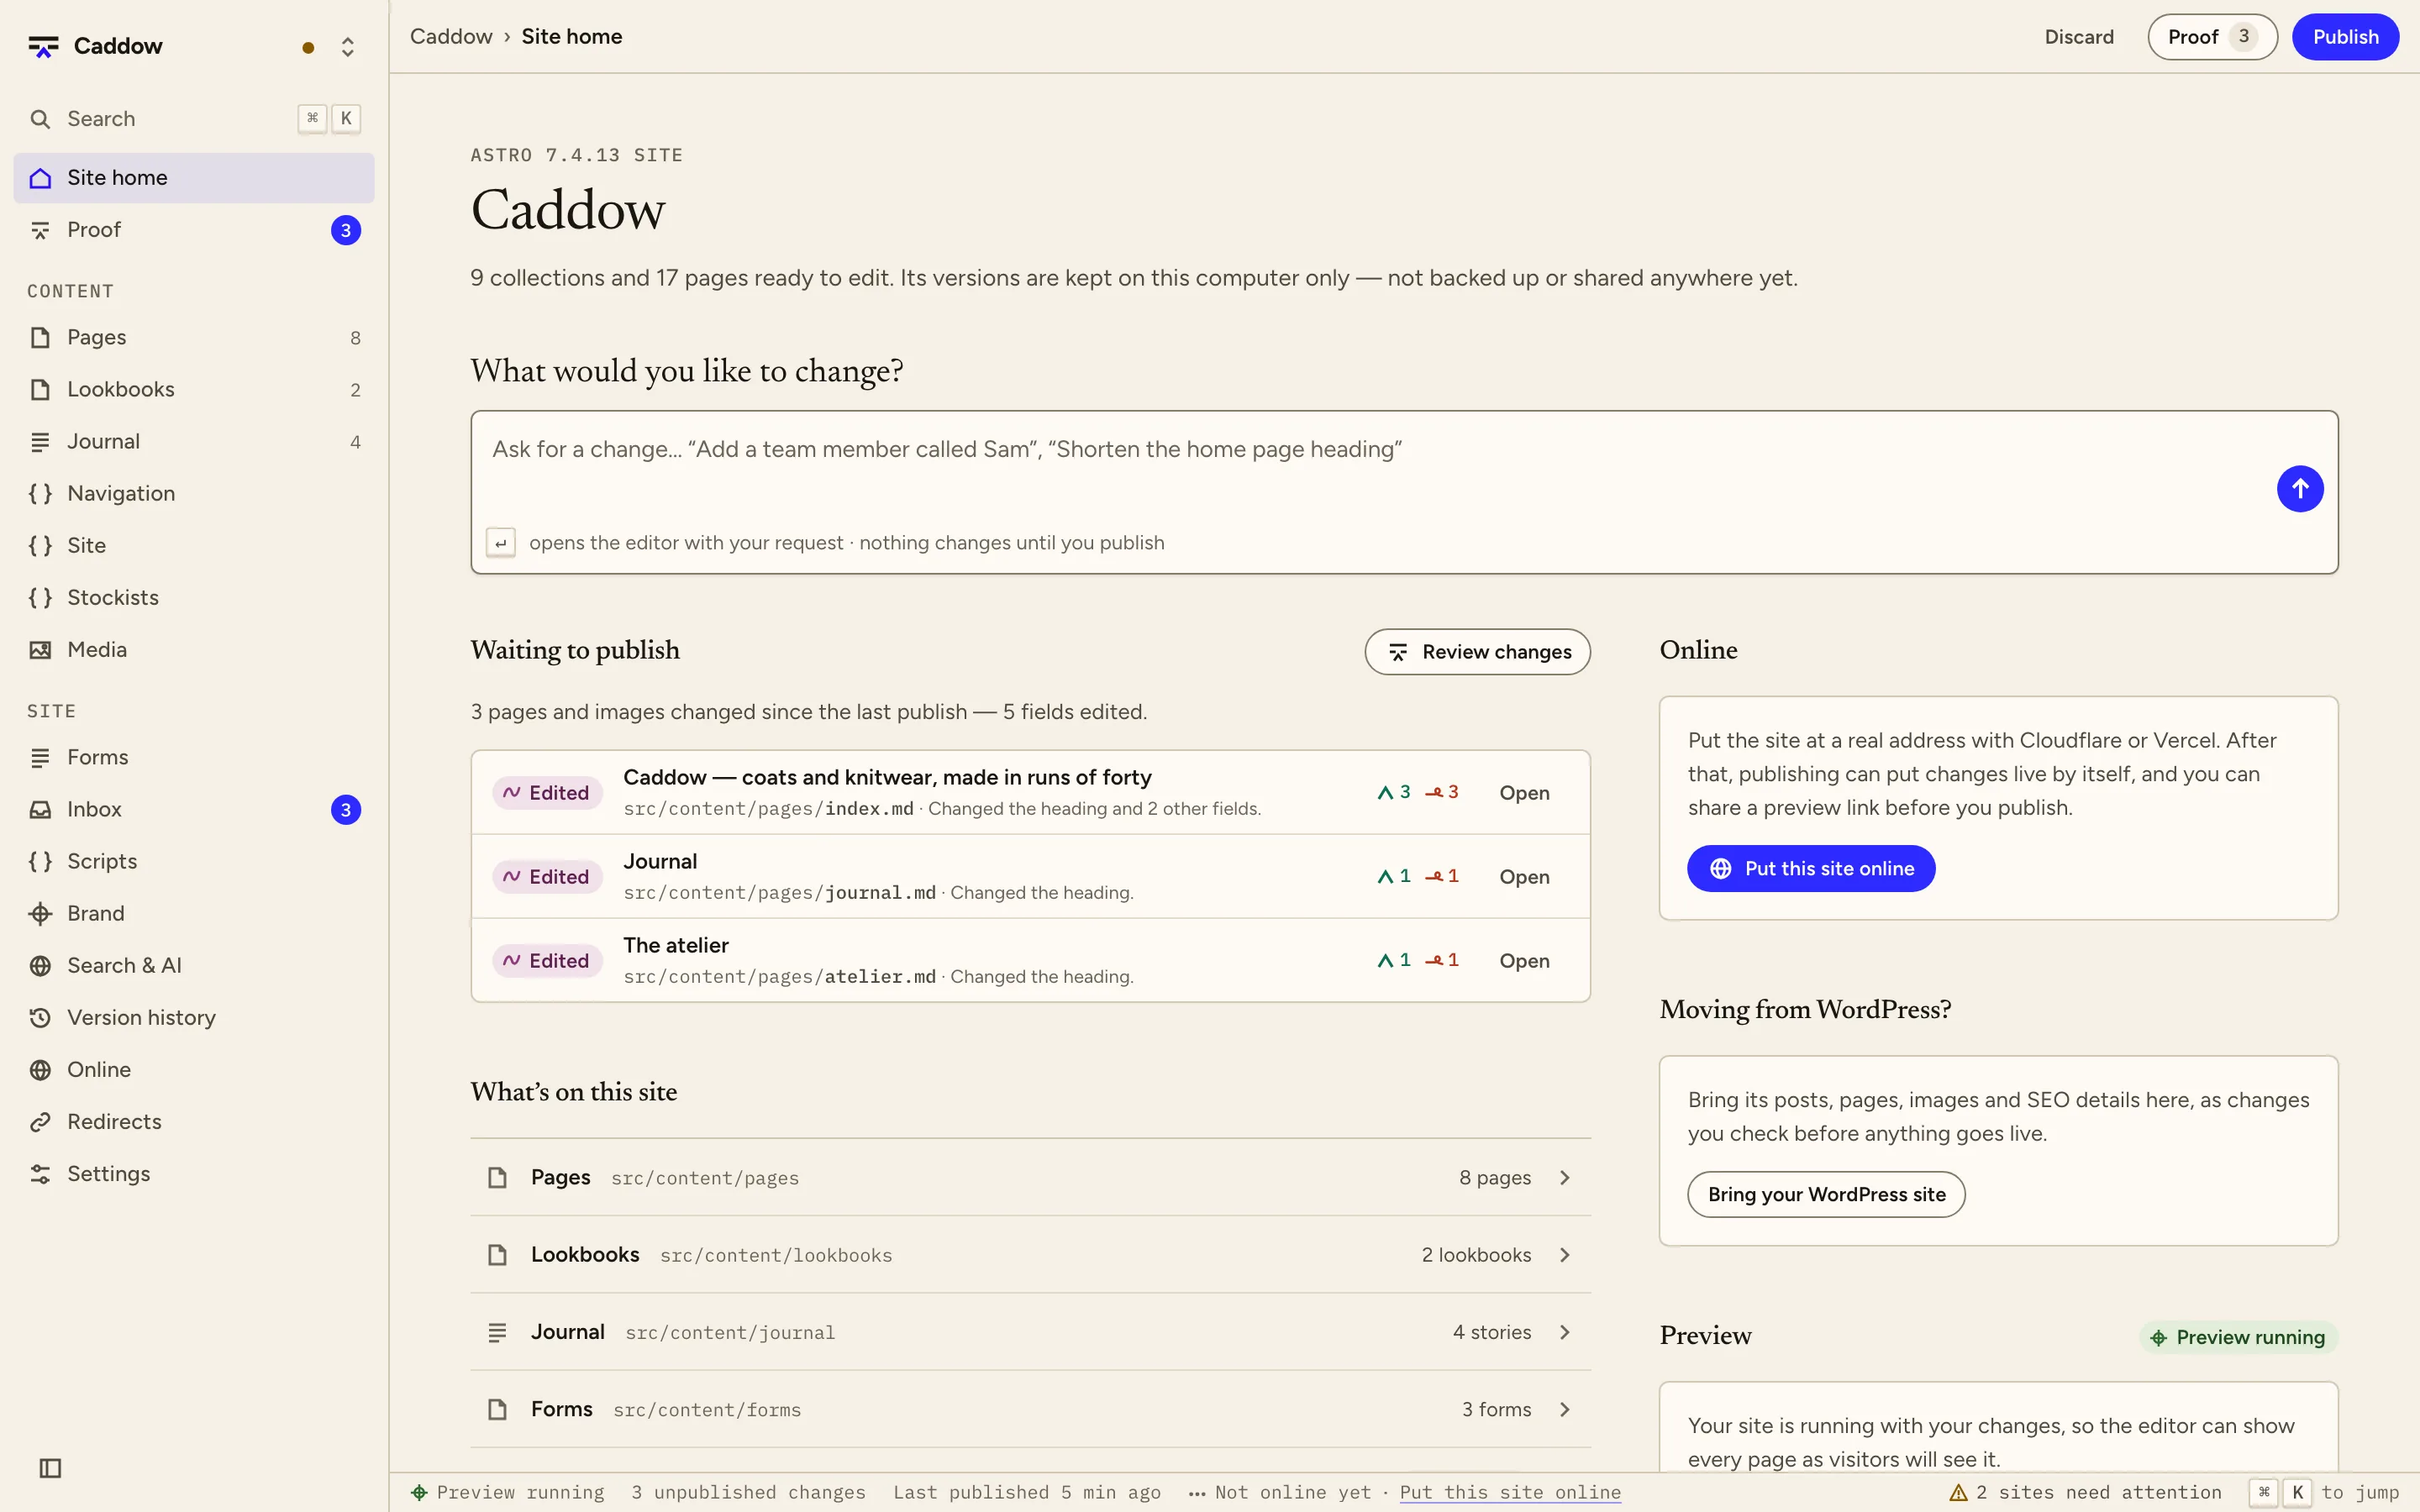 Caddow
Search ⌘ K
Site home
Proof 3
CONTENT
Pages 8
Lookbooks 2
Journal 4
Navigation
Site
Stockists
Media
SITE
Forms
Inbox 3
Scripts
Brand
Search & AI
Version history
Online
Redirects
Settings
Caddow › Site home
Discard
Proof 3
Publish
ASTRO 7.4.13 SITE
Caddow
9 collections and 17 pages ready to edit. Its versions are kept on this computer only — not backed up or shared anywhere yet.
What would you like to change?
Ask for a change… “Add a team member called Sam”, “Shorten the home page heading”
↵ opens the editor with your request · nothing changes until you publish
Waiting to publish
Review changes
3 pages and images changed since the last publish — 5 fields edited.
Edited
Caddow — coats and knitwear, made in runs of forty
src/content/pages/index.md · Changed the heading and 2 other fields.
3 3 Open
Edited
Journal
src/content/pages/journal.md · Changed the heading.
1 1 Open
Edited
The atelier
src/content/pages/atelier.md · Changed the heading.
1 1 Open
What’s on this site
Pages src/content/pages 8 pages
Lookbooks src/content/lookbooks 2 lookbooks
Journal src/content/journal 4 stories
Forms src/content/forms 3 forms
Online
Put the site at a real address with Cloudflare or Vercel. After
that, publishing can put changes live by itself, and you can
share a preview link before you publish.
Put this site online
Moving from WordPress?
Bring its posts, pages, images and SEO details here, as changes
you check before anything goes live.
Bring your WordPress site
Preview
Preview running
Your site is running with your changes, so the editor can show
every page as visitors will see it.
Preview running 3 unpublished changes Last published 5 min ago Not online yet · Put this site online
2 sites need attention ⌘ K to jump